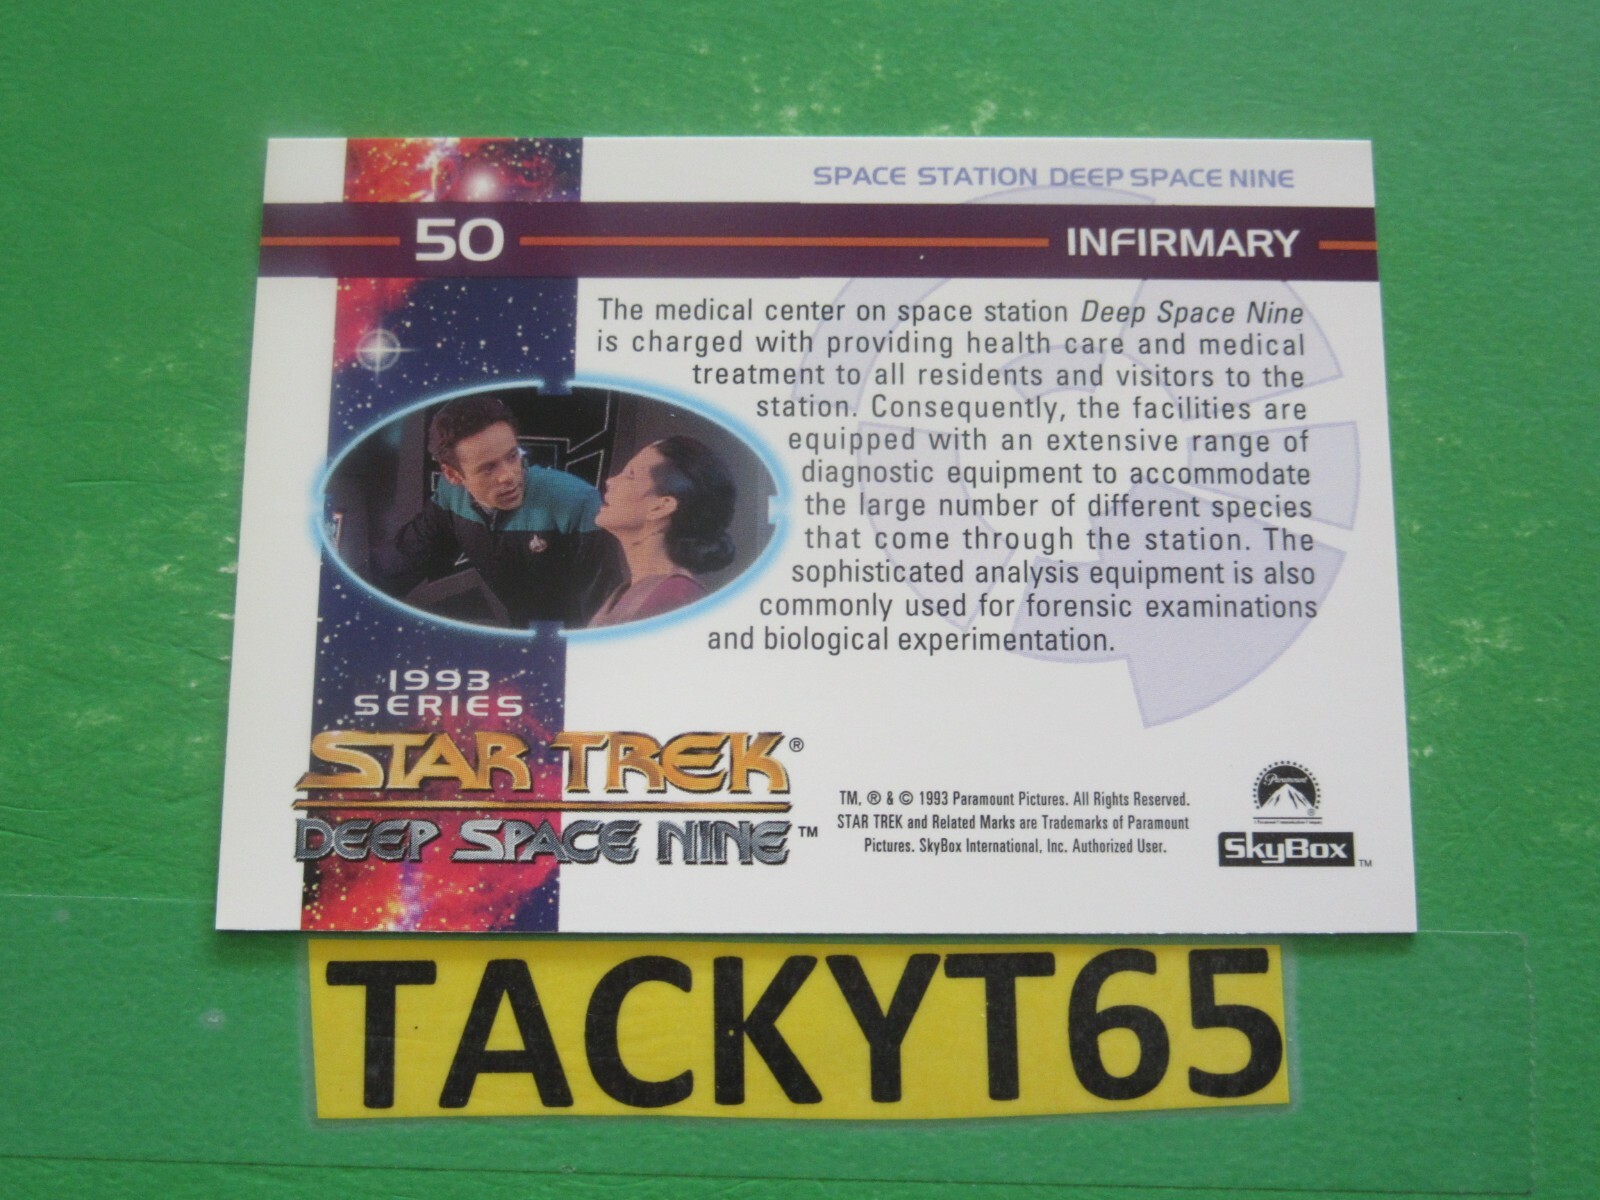 SPACE STATION DEEP SPACE NINE
50 INFIRMARY
The medical center on space station Deep Space Nine
is charged with providing health care and medical
treatment to all residents and visitors to the
station. Consequently, the facilities are
equipped with an extensive range of
diagnostic equipment to accommodate
the large number of different species
that come through the station. The
sophisticated analysis equipment is also
commonly used for forensic examinations
and biological experimentation.
1993
SERIES
STAR TREK®
DEEP SPACE NINE™
TM, ® & © 1993 Paramount Pictures. All Rights Reserved.
STAR TREK and Related Marks are Trademarks of Paramount
Pictures. SkyBox International, Inc. Authorized User.
Paramount ®
SkyBox™
TACKYT65